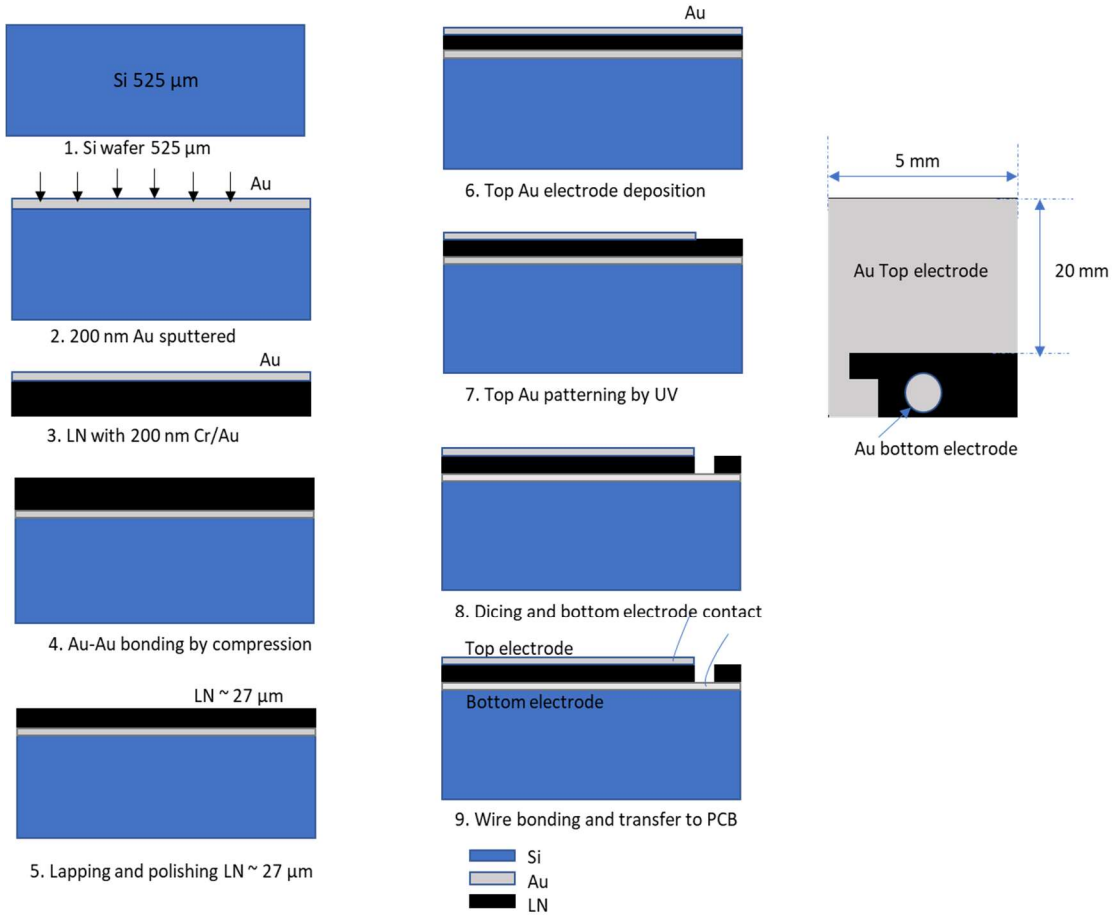 Si 525 µm
1. Si wafer 525 µm
Au
2. 200 nm Au sputtered
Au
3. LN with 200 nm Cr/Au
4. Au-Au bonding by compression
LN ~ 27 µm
5. Lapping and polishing LN ~ 27 µm
Au
6. Top Au electrode deposition
7. Top Au patterning by UV
8. Dicing and bottom electrode contact
Top electrode
Bottom electrode
9. Wire bonding and transfer to PCB
Si
Au
LN
5 mm
Au Top electrode
20 mm
Au bottom electrode